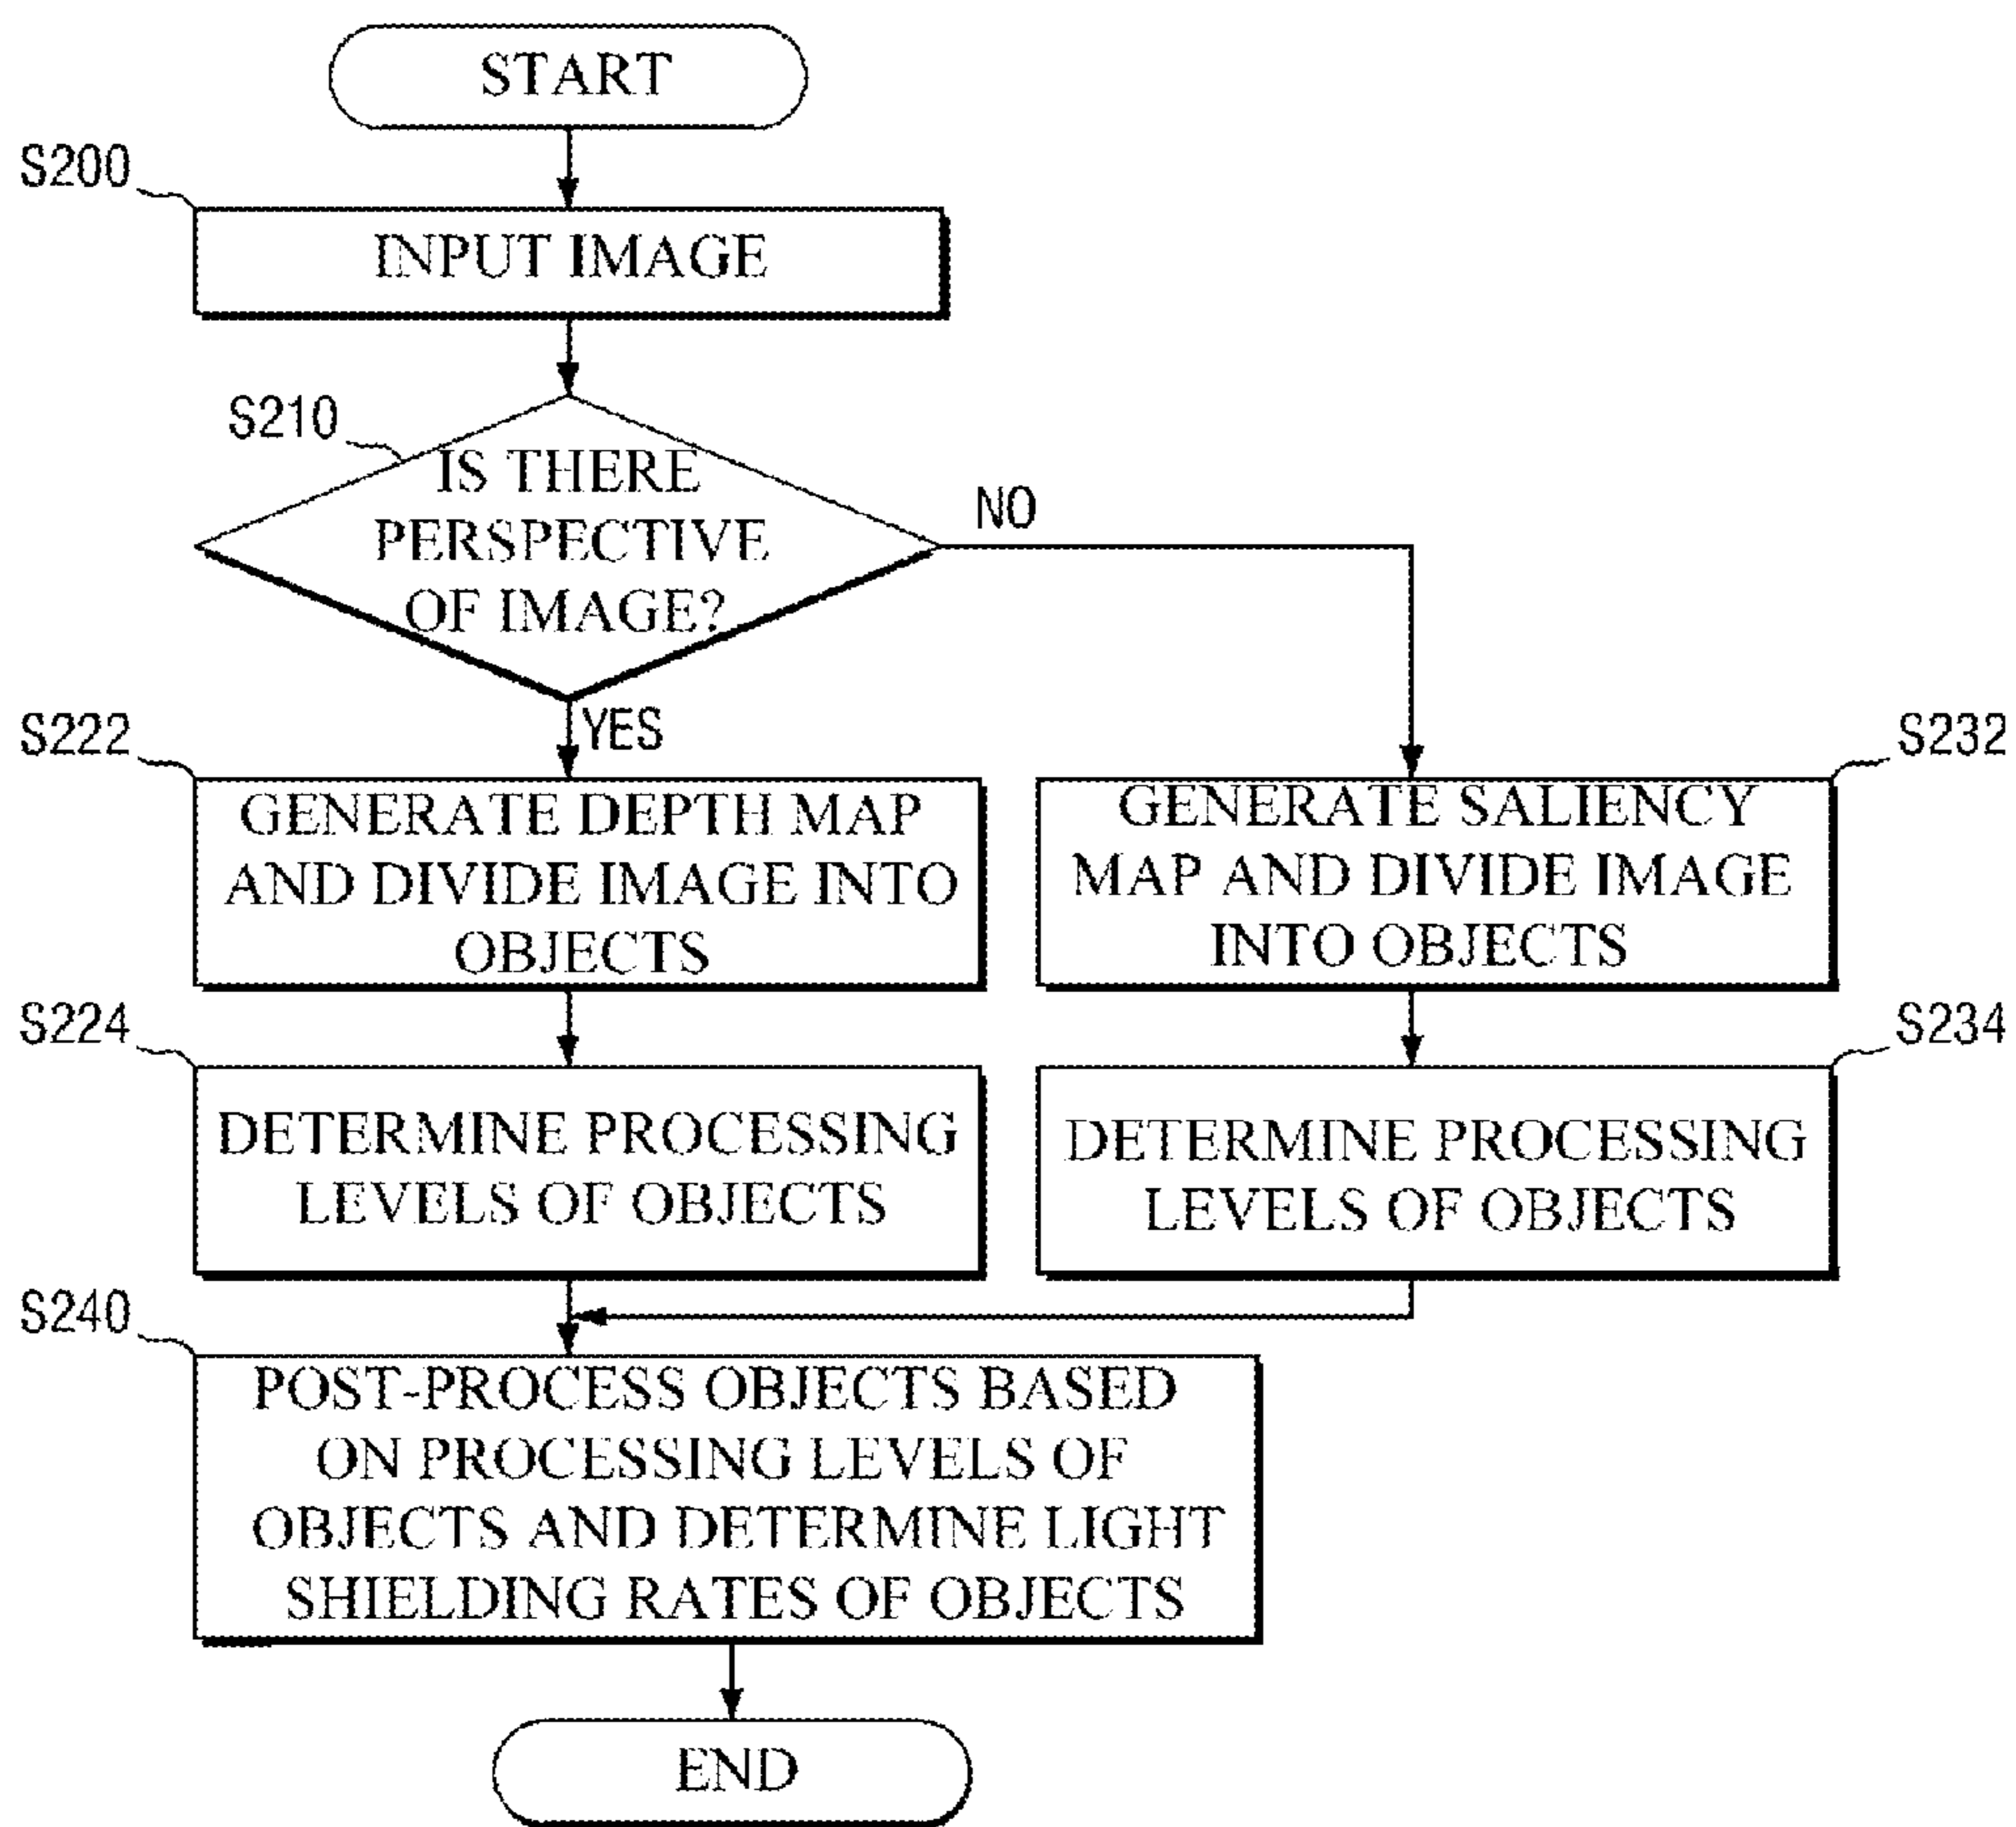 START
S200
INPUT IMAGE
S210
IS THERE
PERSPECTIVE
OF IMAGE?
NO
YES
S222
GENERATE DEPTH MAP
AND DIVIDE IMAGE INTO
OBJECTS
S232
GENERATE SALIENCY
MAP AND DIVIDE IMAGE
INTO OBJECTS
S224
DETERMINE PROCESSING
LEVELS OF OBJECTS
S234
DETERMINE PROCESSING
LEVELS OF OBJECTS
S240
POST-PROCESS OBJECTS BASED
ON PROCESSING LEVELS OF
OBJECTS AND DETERMINE LIGHT
SHIELDING RATES OF OBJECTS
END